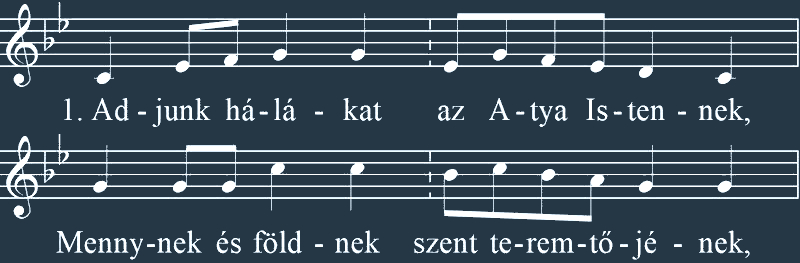 1. Ad - junk há - lá - kat az A - tya Is - ten - nek,
Menny - nek és föld - nek szent te - rem - tő - jé - nek,